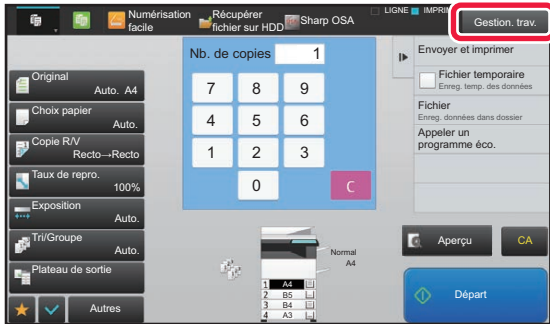 Numérisation facile
Récupérer fichier sur HDD
Sharp OSA
LIGNE
IMPRIM
Gestion. trav.
Original
Auto. A4
Choix papier
Auto.
Copie R/V
Recto→Recto
Taux de repro.
100%
Exposition
Auto.
Tri/Groupe
Auto.
Plateau de sortie
Autres
Nb. de copies 1
7 8 9
4 5 6
1 2 3
0 C
Normal
A4
1 A4
2 B5
3 B4
4 A3
Envoyer et imprimer
Fichier temporaire
Enreg. temp. des données
Fichier
Enreg. données dans dossier
Appeler un
programme éco.
Aperçu
CA
Départ